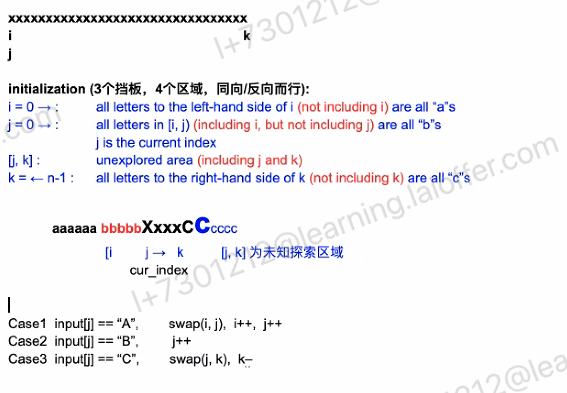 xxxxxxxxxxxxxxxxxxxxxxxxxxxxxxxx
i k
j
initialization (3个挡板，4个区域，同向/反向而行):
i = 0 → : all letters to the left-hand side of i (not including i) are all “a”s
j = 0 → : all letters in [i, j) (including i, but not including j) are all “b”s
j is the current index
[j, k] : unexplored area (including j and k)
k = ← n-1 : all letters to the right-hand side of k (not including k) are all “c”s
aaaaaa bbbbbXxxxCCcccc
[i j → k [j, k] 为未知探索区域
cur_index
Case1 input[j] == “A”, swap(i, j), i++, j++
Case2 input[j] == “B”, j++
Case3 input[j] == “C”, swap(j, k), k--
l+7301212@learning.laioffer.com